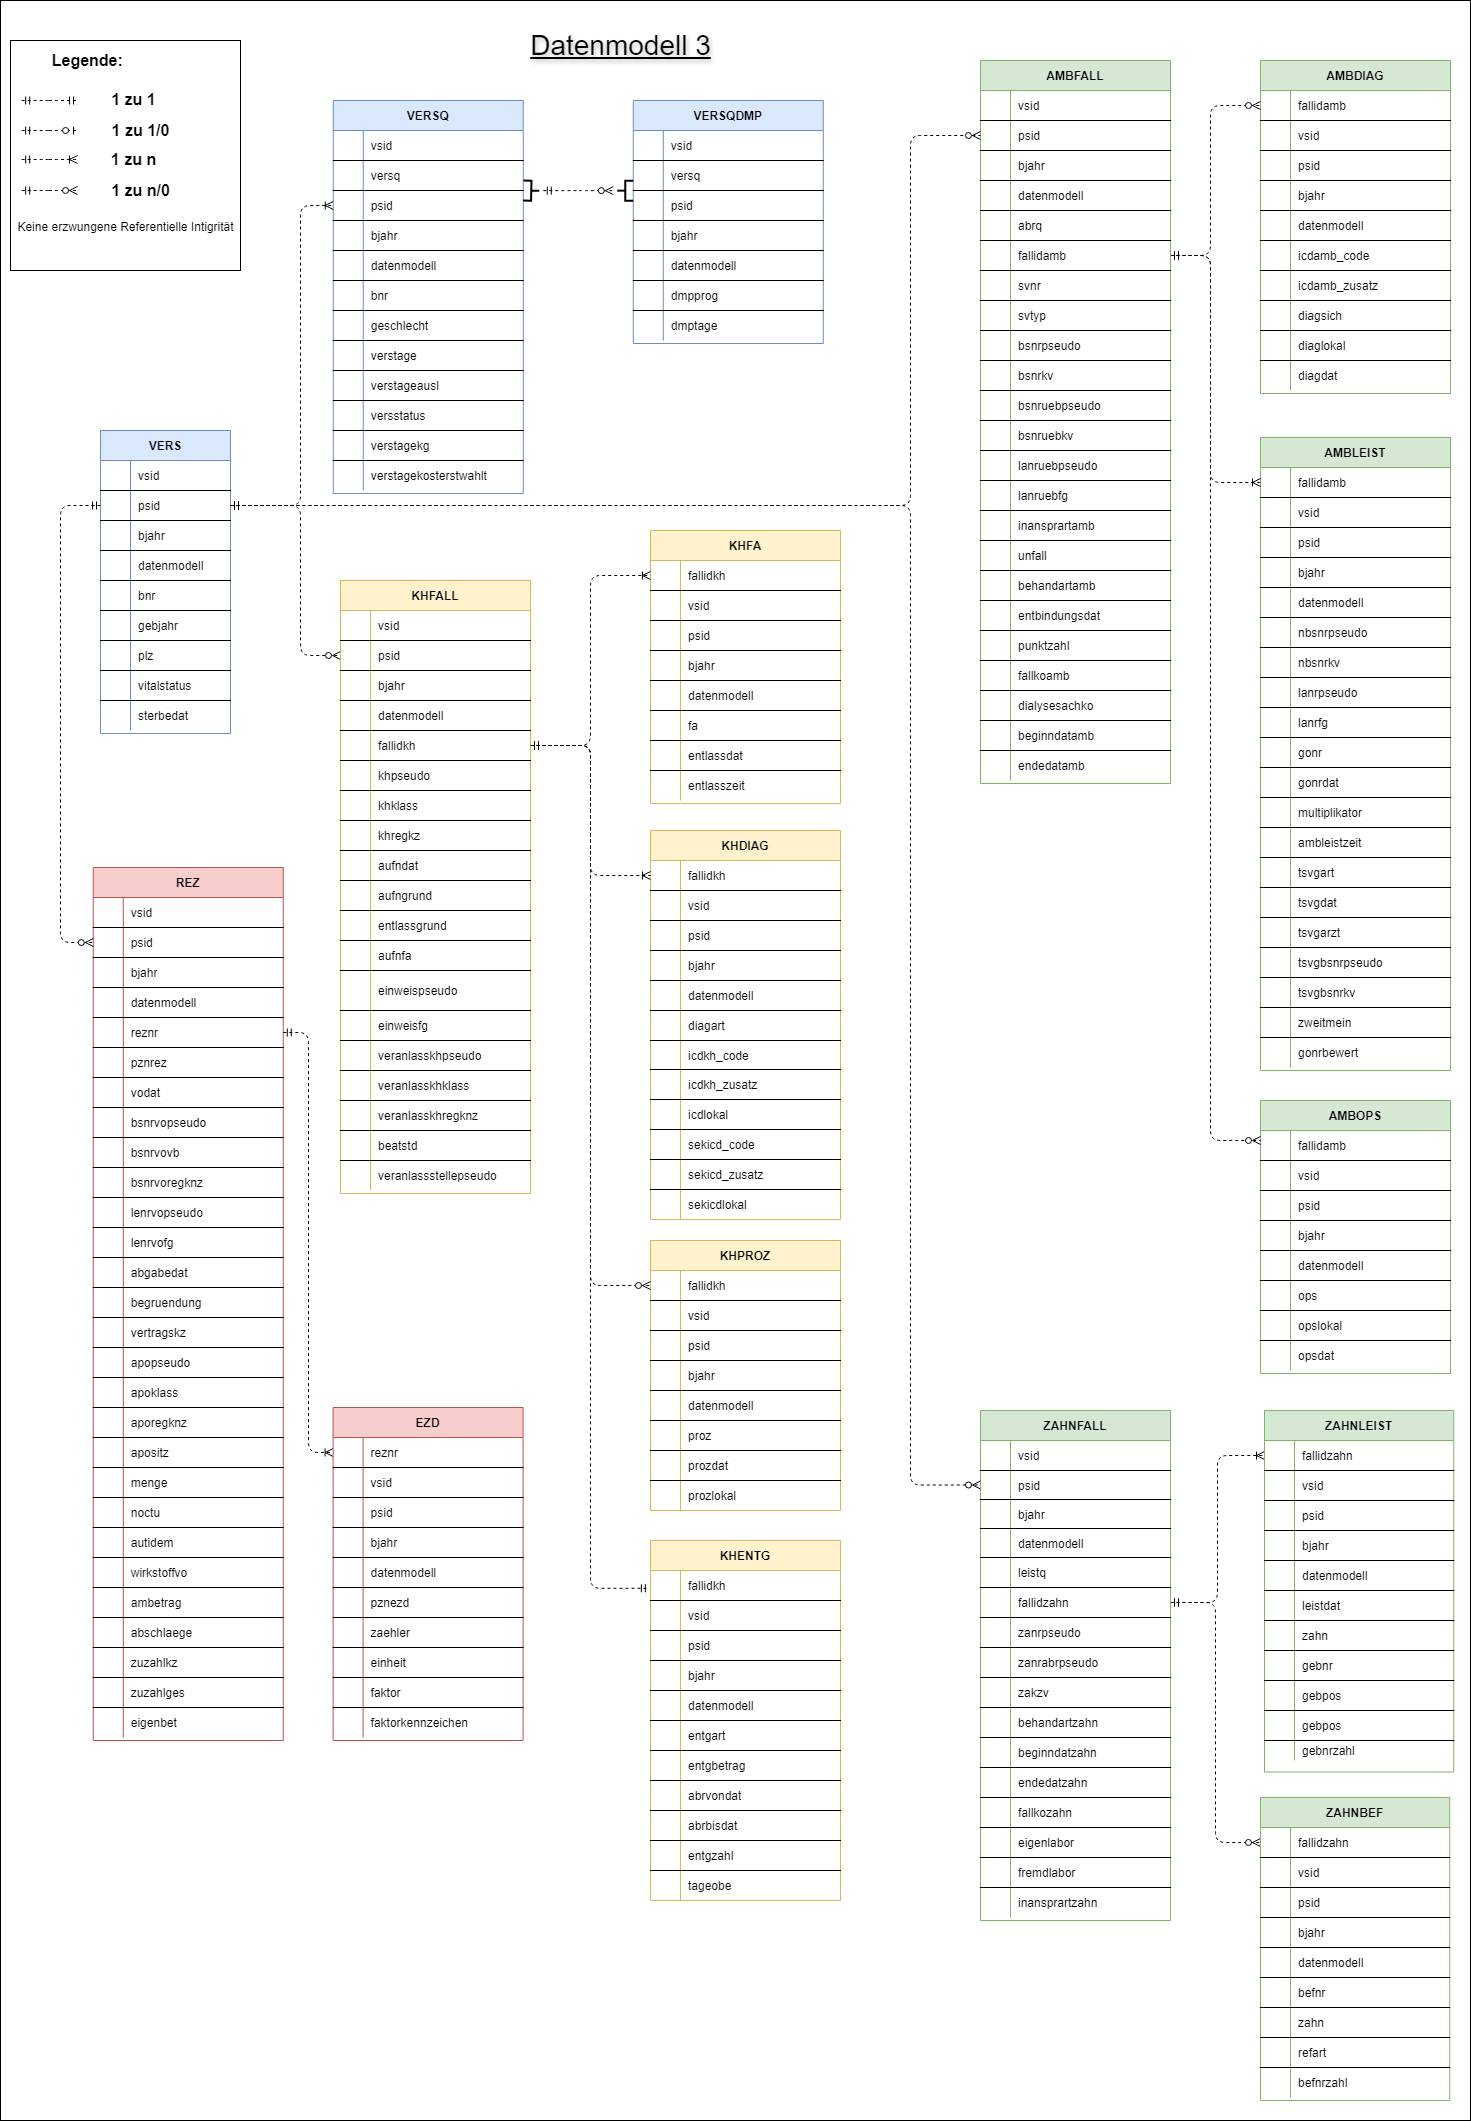 Datenmodell 3
Legende:
1 zu 1
1 zu 1/0
1 zu n
1 zu n/0
Keine erzwungene Referentielle Intigrität
VERSQ
vsid
versq
psid
bjahr
datenmodell
bnr
geschlecht
verstage
verstageausl
versstatus
verstagekg
verstagekosterstwahlt
VERSQDMP
vsid
versq
psid
bjahr
datenmodell
dmpprog
dmptage
VERS
vsid
psid
bjahr
datenmodell
bnr
gebjahr
plz
vitalstatus
sterbedat
REZ
vsid
psid
bjahr
datenmodell
reznr
pznrez
vodat
bsnrvopseudo
bsnrvovb
bsnrvoregknz
lenrvopseudo
lenrvofg
abgabedat
begruendung
vertragskz
apopseudo
apoklass
aporegknz
apositz
menge
noctu
autidem
wirkstoffvo
ambetrag
abschlaege
zuzahlkz
zuzahlges
eigenbet
EZD
reznr
vsid
psid
bjahr
datenmodell
pznezd
zaehler
einheit
faktor
faktorkennzeichen
KHFALL
vsid
psid
bjahr
datenmodell
fallidkh
khpseudo
khklass
khregkz
aufndat
aufngrund
entlassgrund
aufnfa
einweispseudo
einweisfg
veranlasskhpseudo
veranlasskhklass
veranlasskhregknz
beatstd
veranlassstellepseudo
KHFA
fallidkh
vsid
psid
bjahr
datenmodell
fa
entlassdat
entlasszeit
KHDIAG
fallidkh
vsid
psid
bjahr
datenmodell
diagart
icdkh_code
icdkh_zusatz
icdlokal
sekicd_code
sekicd_zusatz
sekicdlokal
KHPROZ
fallidkh
vsid
psid
bjahr
datenmodell
proz
prozdat
prozlokal
KHENTG
fallidkh
vsid
psid
bjahr
datenmodell
entgart
entgbetrag
abrvondat
abrbisdat
entgzahl
tageobe
AMBFALL
vsid
psid
bjahr
datenmodell
abrq
fallidamb
svnr
svtyp
bsnrpseudo
bsnrkv
bsnruebpseudo
bsnruebkv
lanruebpseudo
lanruebfg
inansprartamb
unfall
behandartamb
entbindungsdat
punktzahl
fallkoamb
dialysesachko
beginndatamb
endedatamb
AMBDIAG
fallidamb
vsid
psid
bjahr
datenmodell
icdamb_code
icdamb_zusatz
diagsich
diaglokal
diagdat
AMBLEIST
fallidamb
vsid
psid
bjahr
datenmodell
nbsnrpseudo
nbsnrkv
lanrpseudo
lanrfg
gonr
gonrdat
multiplikator
ambleistzeit
tsvgart
tsvgdat
tsvgarzt
tsvgbsnrpseudo
tsvgbsnrkv
zweitmein
gonrbewert
AMBOPS
fallidamb
vsid
psid
bjahr
datenmodell
ops
opslokal
opsdat
ZAHNFALL
vsid
psid
bjahr
datenmodell
leistq
fallidzahn
zanrpseudo
zanrabrpseudo
zakzv
behandartzahn
beginndatzahn
endedatzahn
fallkozahn
eigenlabor
fremdlabor
inansprartzahn
ZAHNLEIST
fallidzahn
vsid
psid
bjahr
datenmodell
leistdat
zahn
gebnr
gebpos
gebpos
gebnrzahl
ZAHNBEF
fallidzahn
vsid
psid
bjahr
datenmodell
befnr
zahn
refart
befnrzahl